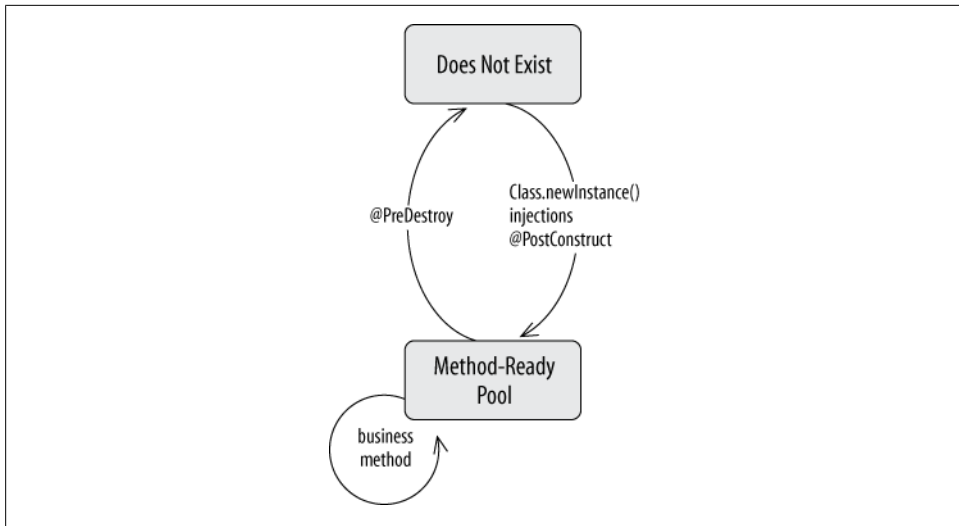 Does Not Exist
@PreDestroy
Class.newInstance()
injections
@PostConstruct
Method-Ready
Pool
business
method